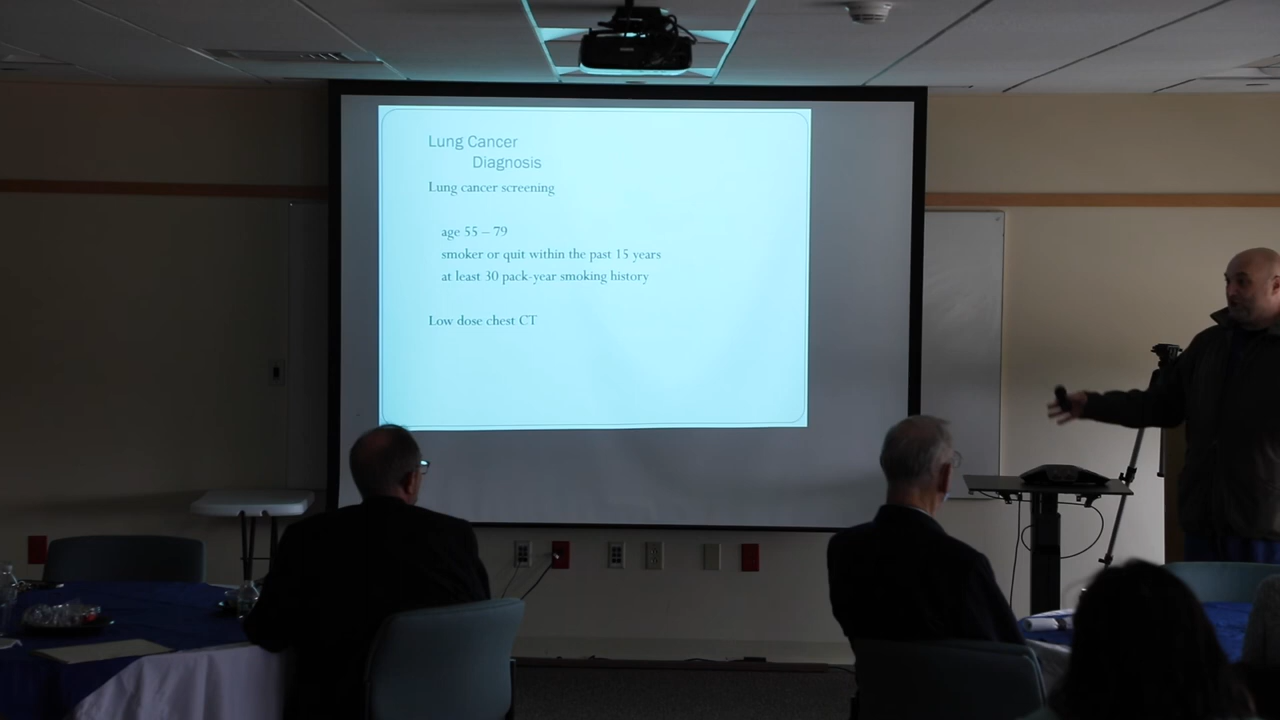 Lung Cancer
Diagnosis
Lung cancer screening
age 55 – 79
smoker or quit within the past 15 years
at least 30 pack-year smoking history
Low dose chest CT